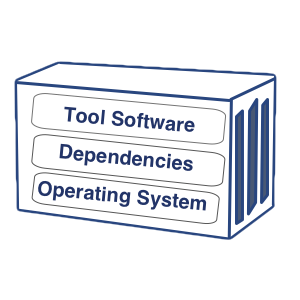 Tool Software
Dependencies
Operating System